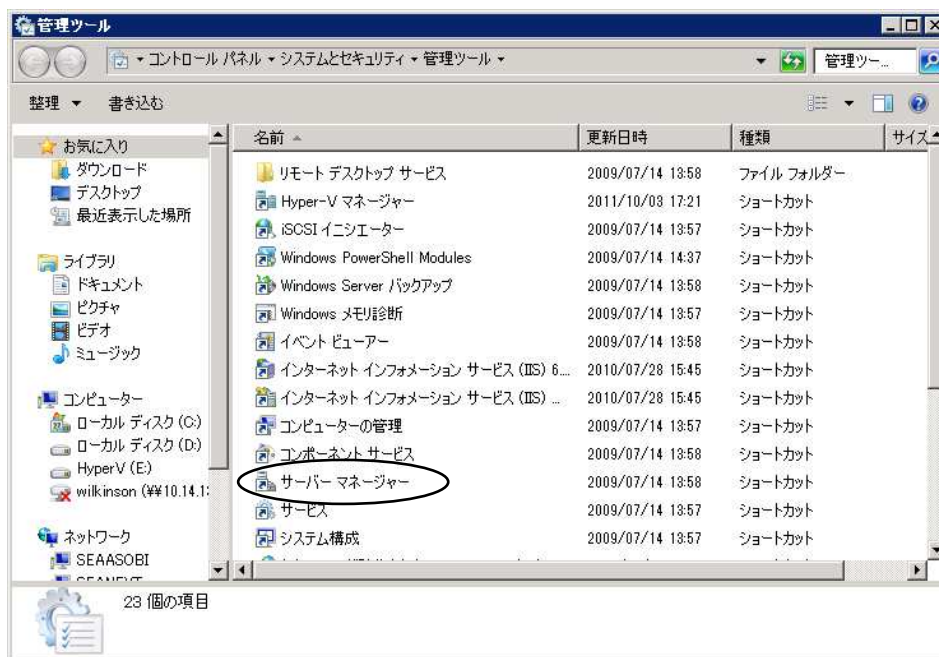 管理ツール
コントロール パネル ▾ システムとセキュリティ ▾ 管理ツール ▾
管理ツー...
整理 ▼ 書き込む
お気に入り
ダウンロード
デスクトップ
最近表示した場所
ライブラリ
ドキュメント
ピクチャ
ビデオ
ミュージック
コンピューター
ローカル ディスク (C:)
ローカル ディスク (D:)
HyperV (E:)
wilkinson (¥¥10.14.1:
ネットワーク
SEAASOBI
名前 更新日時 種類 サイズ
リモート デスクトップ サービス 2009/07/14 13:58 ファイル フォルダー
Hyper-V マネージャー 2011/10/03 17:21 ショートカット
iSCSI イニシエーター 2009/07/14 13:57 ショートカット
Windows PowerShell Modules 2009/07/14 14:37 ショートカット
Windows Server バックアップ 2009/07/14 13:58 ショートカット
Windows メモリ診断 2009/07/14 13:57 ショートカット
イベント ビューアー 2009/07/14 13:58 ショートカット
インターネット インフォメーション サービス (IIS) 6.... 2010/07/28 15:45 ショートカット
インターネット インフォメーション サービス (IIS) ... 2010/07/28 15:45 ショートカット
コンピューターの管理 2009/07/14 13:57 ショートカット
コンポーネント サービス 2009/07/14 13:58 ショートカット
サーバー マネージャー 2009/07/14 13:58 ショートカット
サービス 2009/07/14 13:57 ショートカット
システム構成 2009/07/14 13:57 ショートカット
23 個の項目